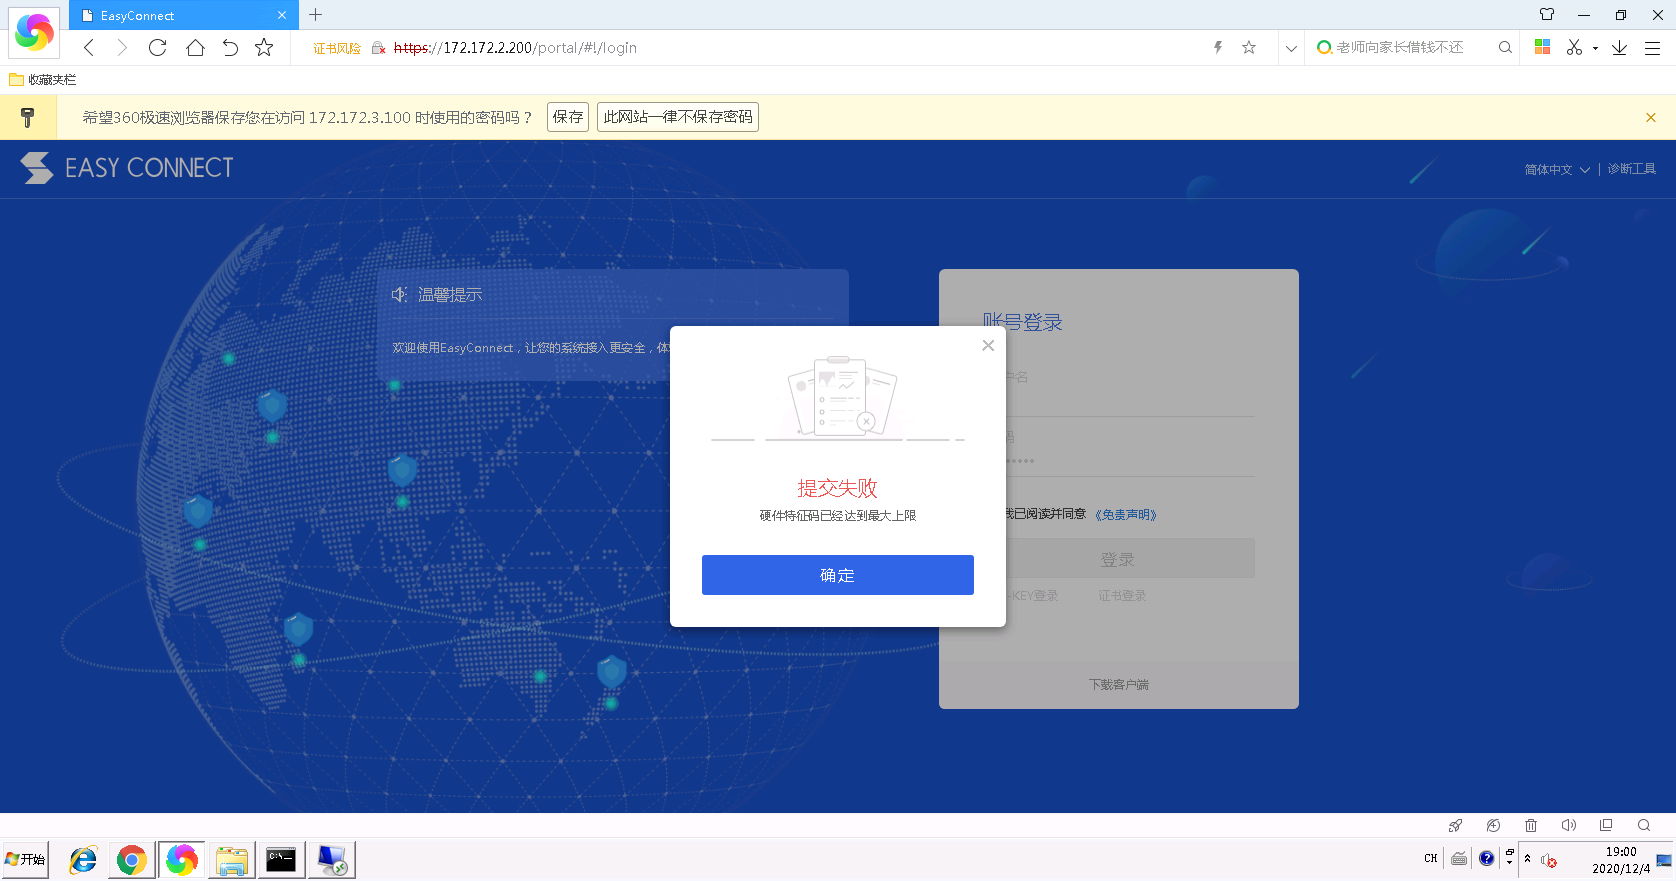 EasyConnect
证书风险 https://172.172.2.200/portal/#!/login
老师向家长借钱不还
收藏夹栏
希望360极速浏览器保存您在访问 172.172.3.100 时使用的密码吗？ 保存 此网站一律不保存密码
EASY CONNECT
简体中文 | 诊断工具
温馨提示
欢迎使用EasyConnect，让您的系统接入更安全，体
账号登录
户名
码
提交失败
硬件特征码已经达到最大上限
确定
我已阅读并同意 《免责声明》
登录
-KEY登录 证书登录
下载客户端
开始
C:\
CH
19:00
2020/12/4